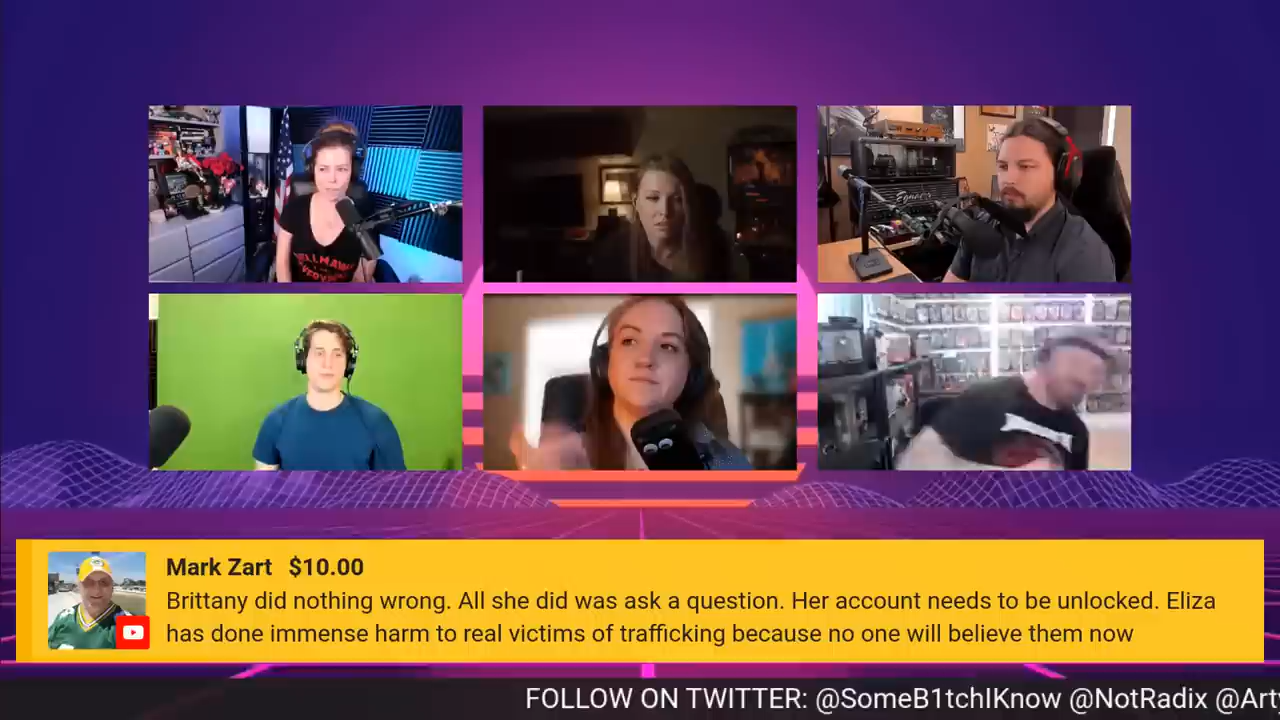 Mark Zart $10.00
Brittany did nothing wrong. All she did was ask a question. Her account needs to be unlocked. Eliza
has done immense harm to real victims of trafficking because no one will believe them now
FOLLOW ON TWITTER: @SomeB1tchIKnow @NotRadix @Arty